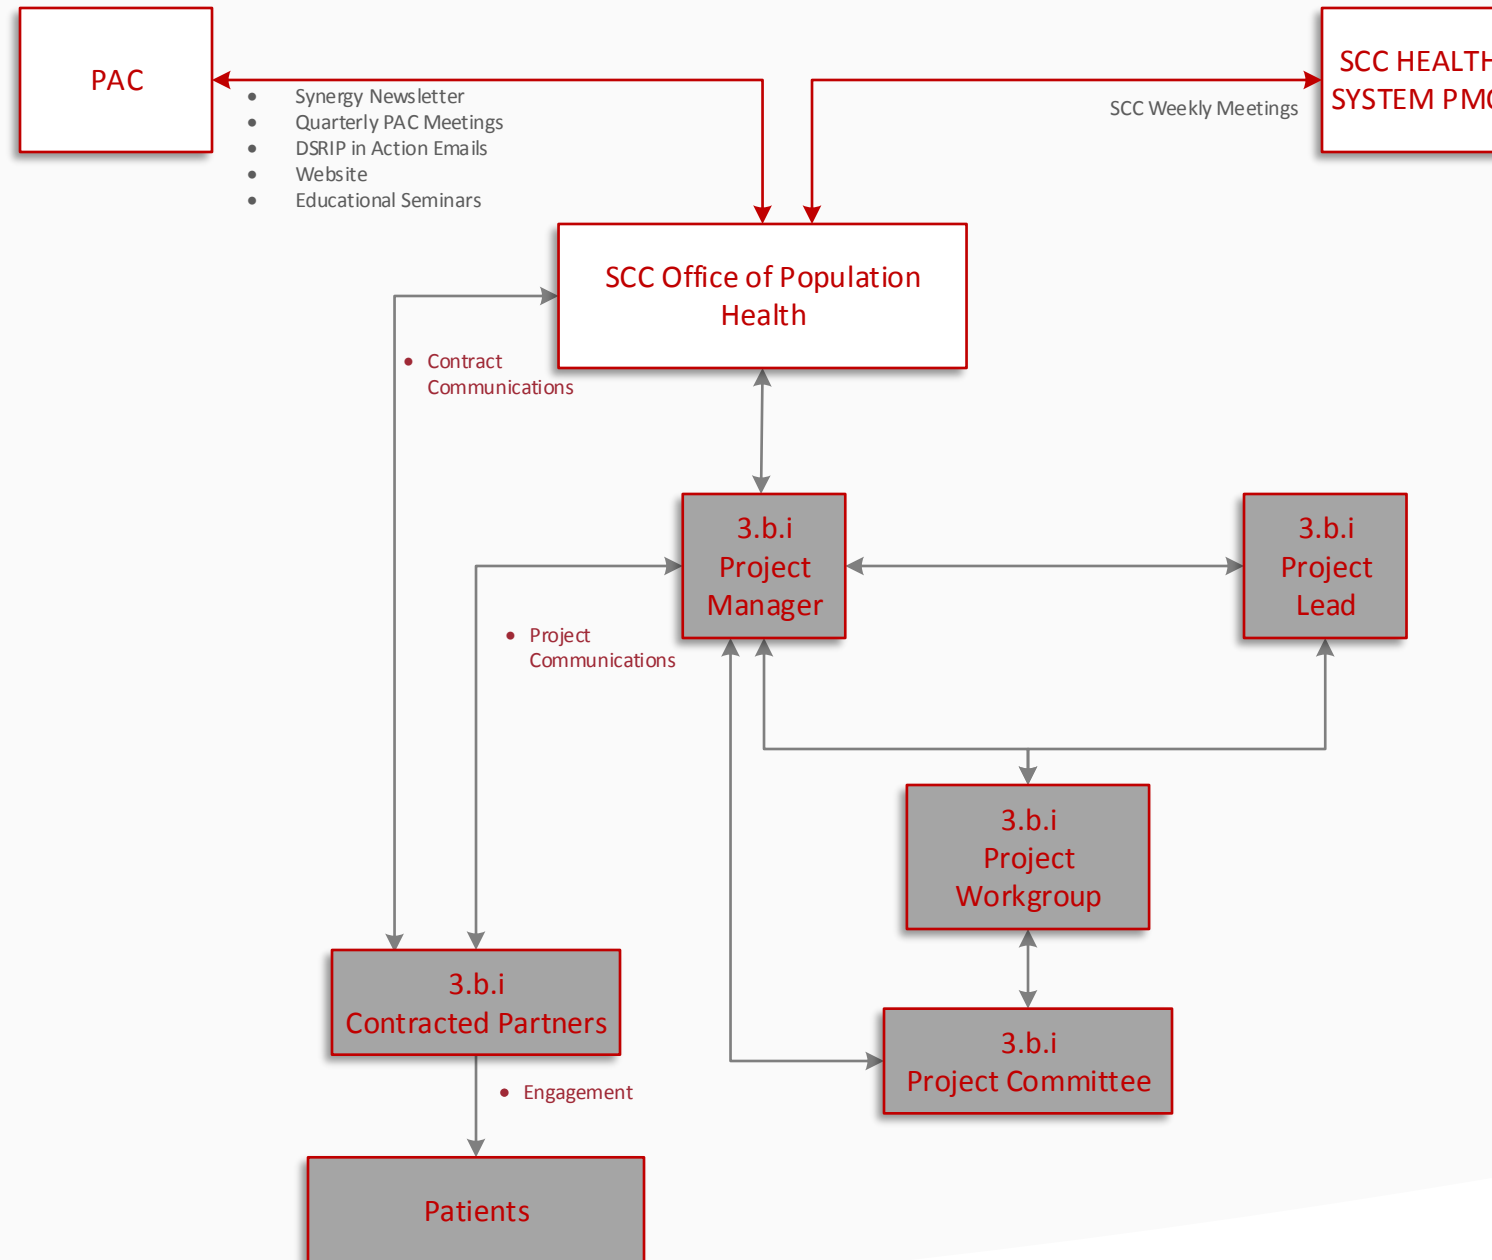 PAC
SCC HEALTH
SYSTEM
• Synergy Newsletter
• Quarterly PAC Meetings
• DSRIP in Action Emails
• Website
• Educational Seminars
SCC Weekly Meetings
SCC Office of Population
Health
• Contract
Communications
3.b.i
Project
Manager
3.b.i
Project
Lead
• Project
Communications
3.b.i
Project
Workgroup
3.b.i
Contracted Partners
3.b.i
Project Committee
• Engagement
Patients